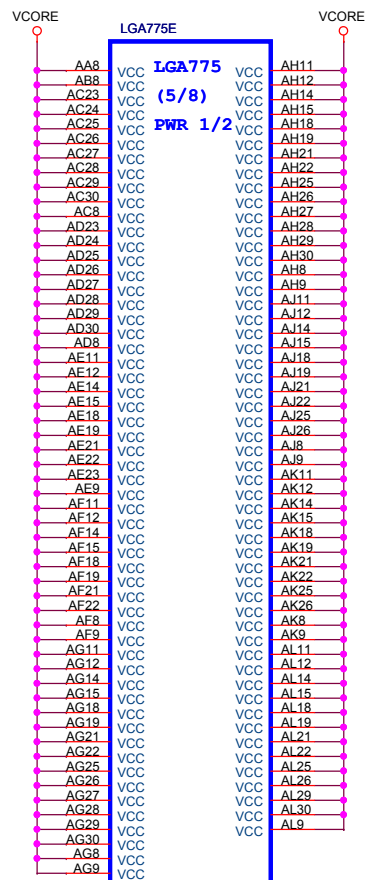 VCORE LGA775E VCORE
AA8 VCC LGA775 VCC AH11
AB8 VCC VCC AH12
AC23 VCC (5/8) VCC AH14
AC24 VCC VCC AH15
AC25 VCC PWR 1/2 VCC AH18
AC26 VCC VCC AH19
AC27 VCC VCC AH21
AC28 VCC VCC AH22
AC29 VCC VCC AH25
AC30 VCC VCC AH26
AC8 VCC VCC AH27
AD23 VCC VCC AH28
AD24 VCC VCC AH29
AD25 VCC VCC AH30
AD26 VCC VCC AH8
AD27 VCC VCC AH9
AD28 VCC VCC AJ11
AD29 VCC VCC AJ12
AD30 VCC VCC AJ14
AD8 VCC VCC AJ15
AE11 VCC VCC AJ18
AE12 VCC VCC AJ19
AE14 VCC VCC AJ21
AE15 VCC VCC AJ22
AE18 VCC VCC AJ25
AE19 VCC VCC AJ26
AE21 VCC VCC AJ8
AE22 VCC VCC AJ9
AE23 VCC VCC AK11
AE9 VCC VCC AK12
AF11 VCC VCC AK14
AF12 VCC VCC AK15
AF14 VCC VCC AK18
AF15 VCC VCC AK19
AF18 VCC VCC AK21
AF19 VCC VCC AK22
AF21 VCC VCC AK25
AF22 VCC VCC AK26
AF8 VCC VCC AK8
AF9 VCC VCC AK9
AG11 VCC VCC AL11
AG12 VCC VCC AL12
AG14 VCC VCC AL14
AG15 VCC VCC AL15
AG18 VCC VCC AL18
AG19 VCC VCC AL19
AG21 VCC VCC AL21
AG22 VCC VCC AL22
AG25 VCC VCC AL25
AG26 VCC VCC AL26
AG27 VCC VCC AL29
AG28 VCC VCC AL30
AG29 VCC VCC AL9
AG30 VCC
AG8 VCC
AG9 VCC